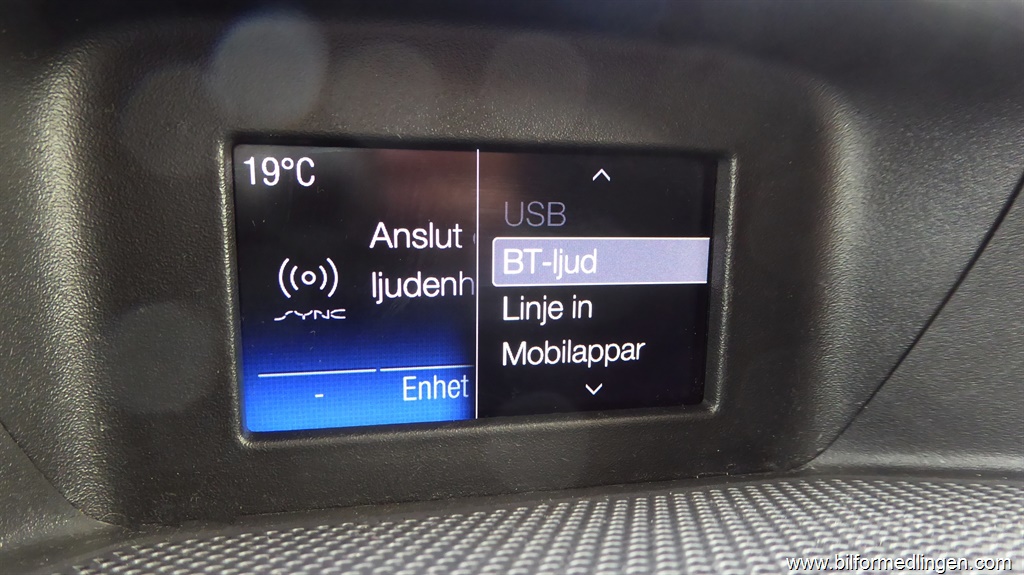 19°C
Anslut
ljudenh
SYNC
-
Enhet
USB
BT-ljud
Linje in
Mobilappar
www.bilformedlingen.com